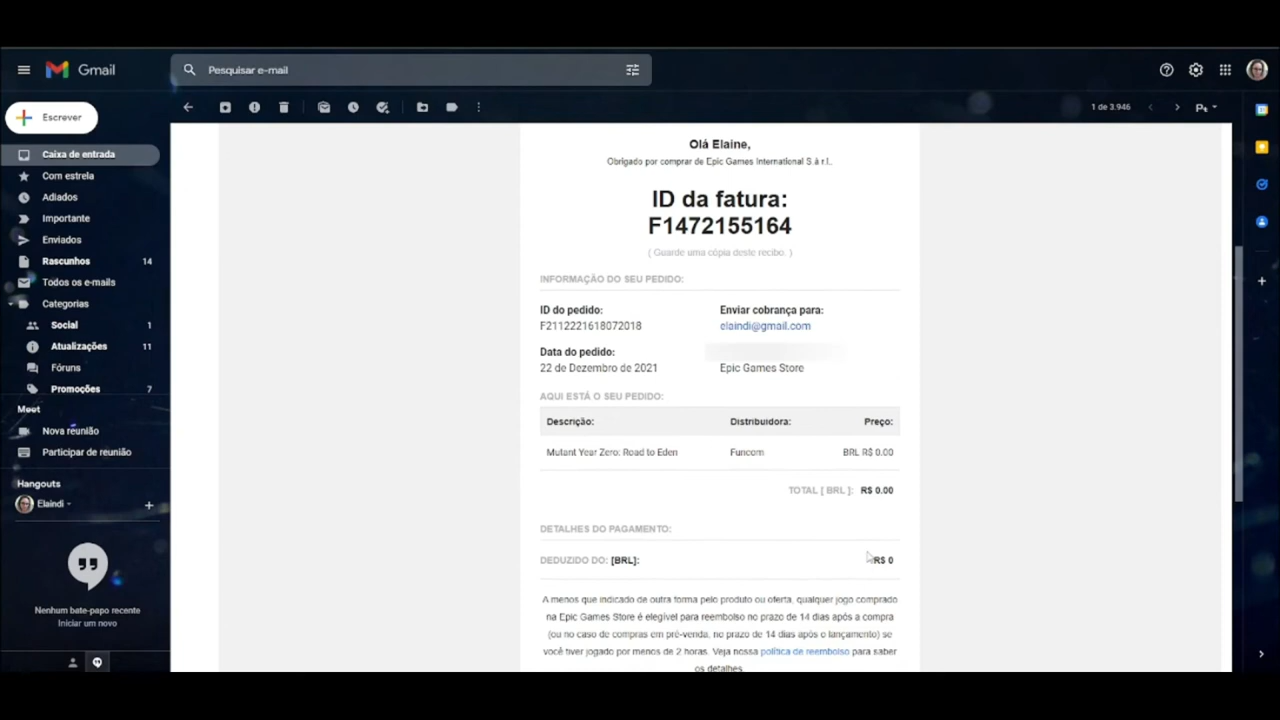 Gmail
Pesquisar e-mail
Escrever
1 de 3.946
Caixa de entrada
Com estrela
Adiados
Importante
Enviados
Rascunhos 14
Todos os e-mails
Categorias
Social 1
Atualizações 11
Fóruns
Promoções 7
Meet
Nova reunião
Participar de reunião
Hangouts
Elaindi
Nenhum bate-papo recente
Iniciar um novo
Olá Elaine,
Obrigado por comprar de Epic Games International S.à r.l..
ID da fatura:
F1472155164
( Guarde uma cópia deste recibo. )
INFORMAÇÃO DO SEU PEDIDO:
ID do pedido: Enviar cobrança para:
F2112221618072018 elaindi@gmail.com
Data do pedido:
22 de Dezembro de 2021 Epic Games Store
AQUI ESTÁ O SEU PEDIDO:
Descrição: Distribuidora: Preço:
Mutant Year Zero: Road to Eden Funcom BRL R$ 0.00
TOTAL [ BRL ]: R$ 0.00
DETALHES DO PAGAMENTO:
DEDUZIDO DO: [BRL]: R$ 0
A menos que indicado de outra forma pelo produto ou oferta, qualquer jogo comprado
na Epic Games Store é elegível para reembolso no prazo de 14 dias após a compra
(ou no caso de compras em pré-venda, no prazo de 14 dias após o lançamento) se
você tiver jogado por menos de 2 horas. Veja nossa política de reembolso para saber
os detalhes.